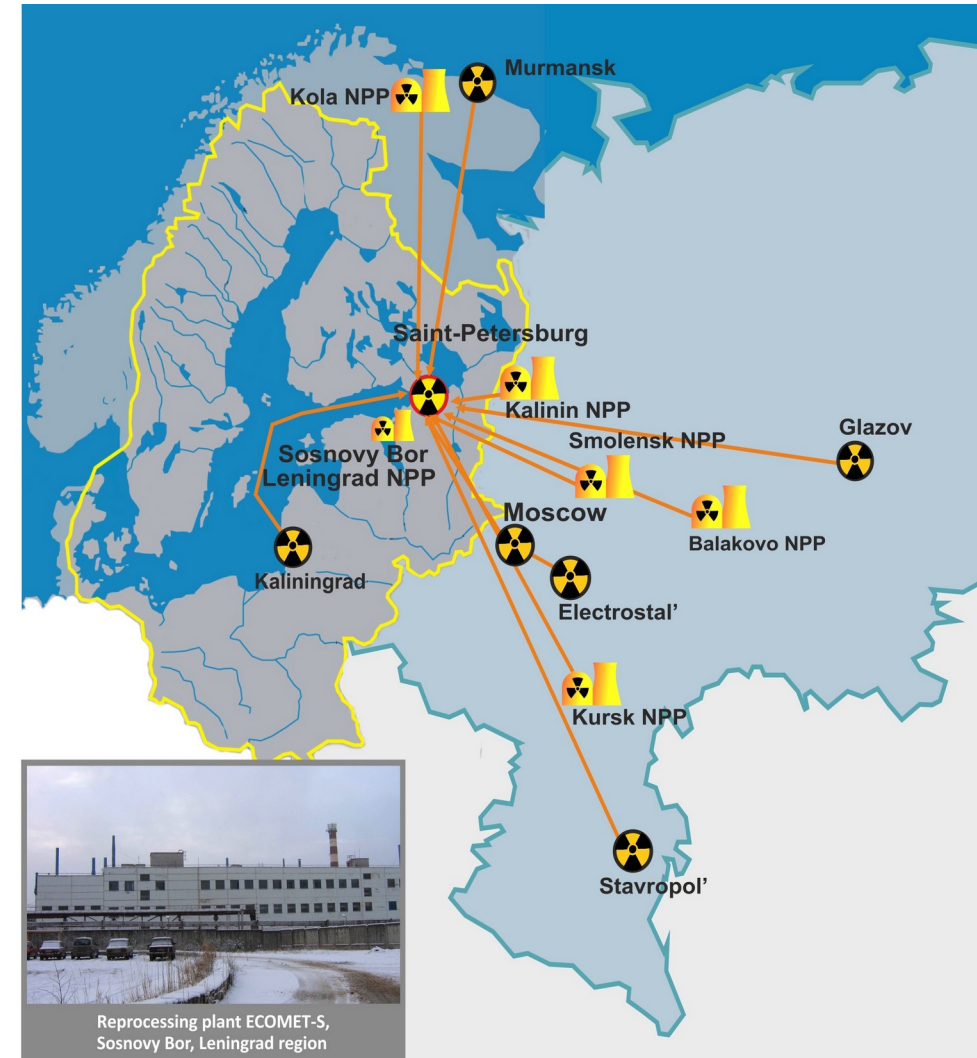 Murmansk
Kola NPP
Saint-Petersburg
Kalinin NPP
Glazov
Smolensk NPP
Sosnovy Bor
Leningrad NPP
Moscow
Balakovo NPP
Kaliningrad
Electrostal’
Kursk NPP
Stavropol’
Reprocessing plant ECOMET-S,
Sosnovy Bor, Leningrad region